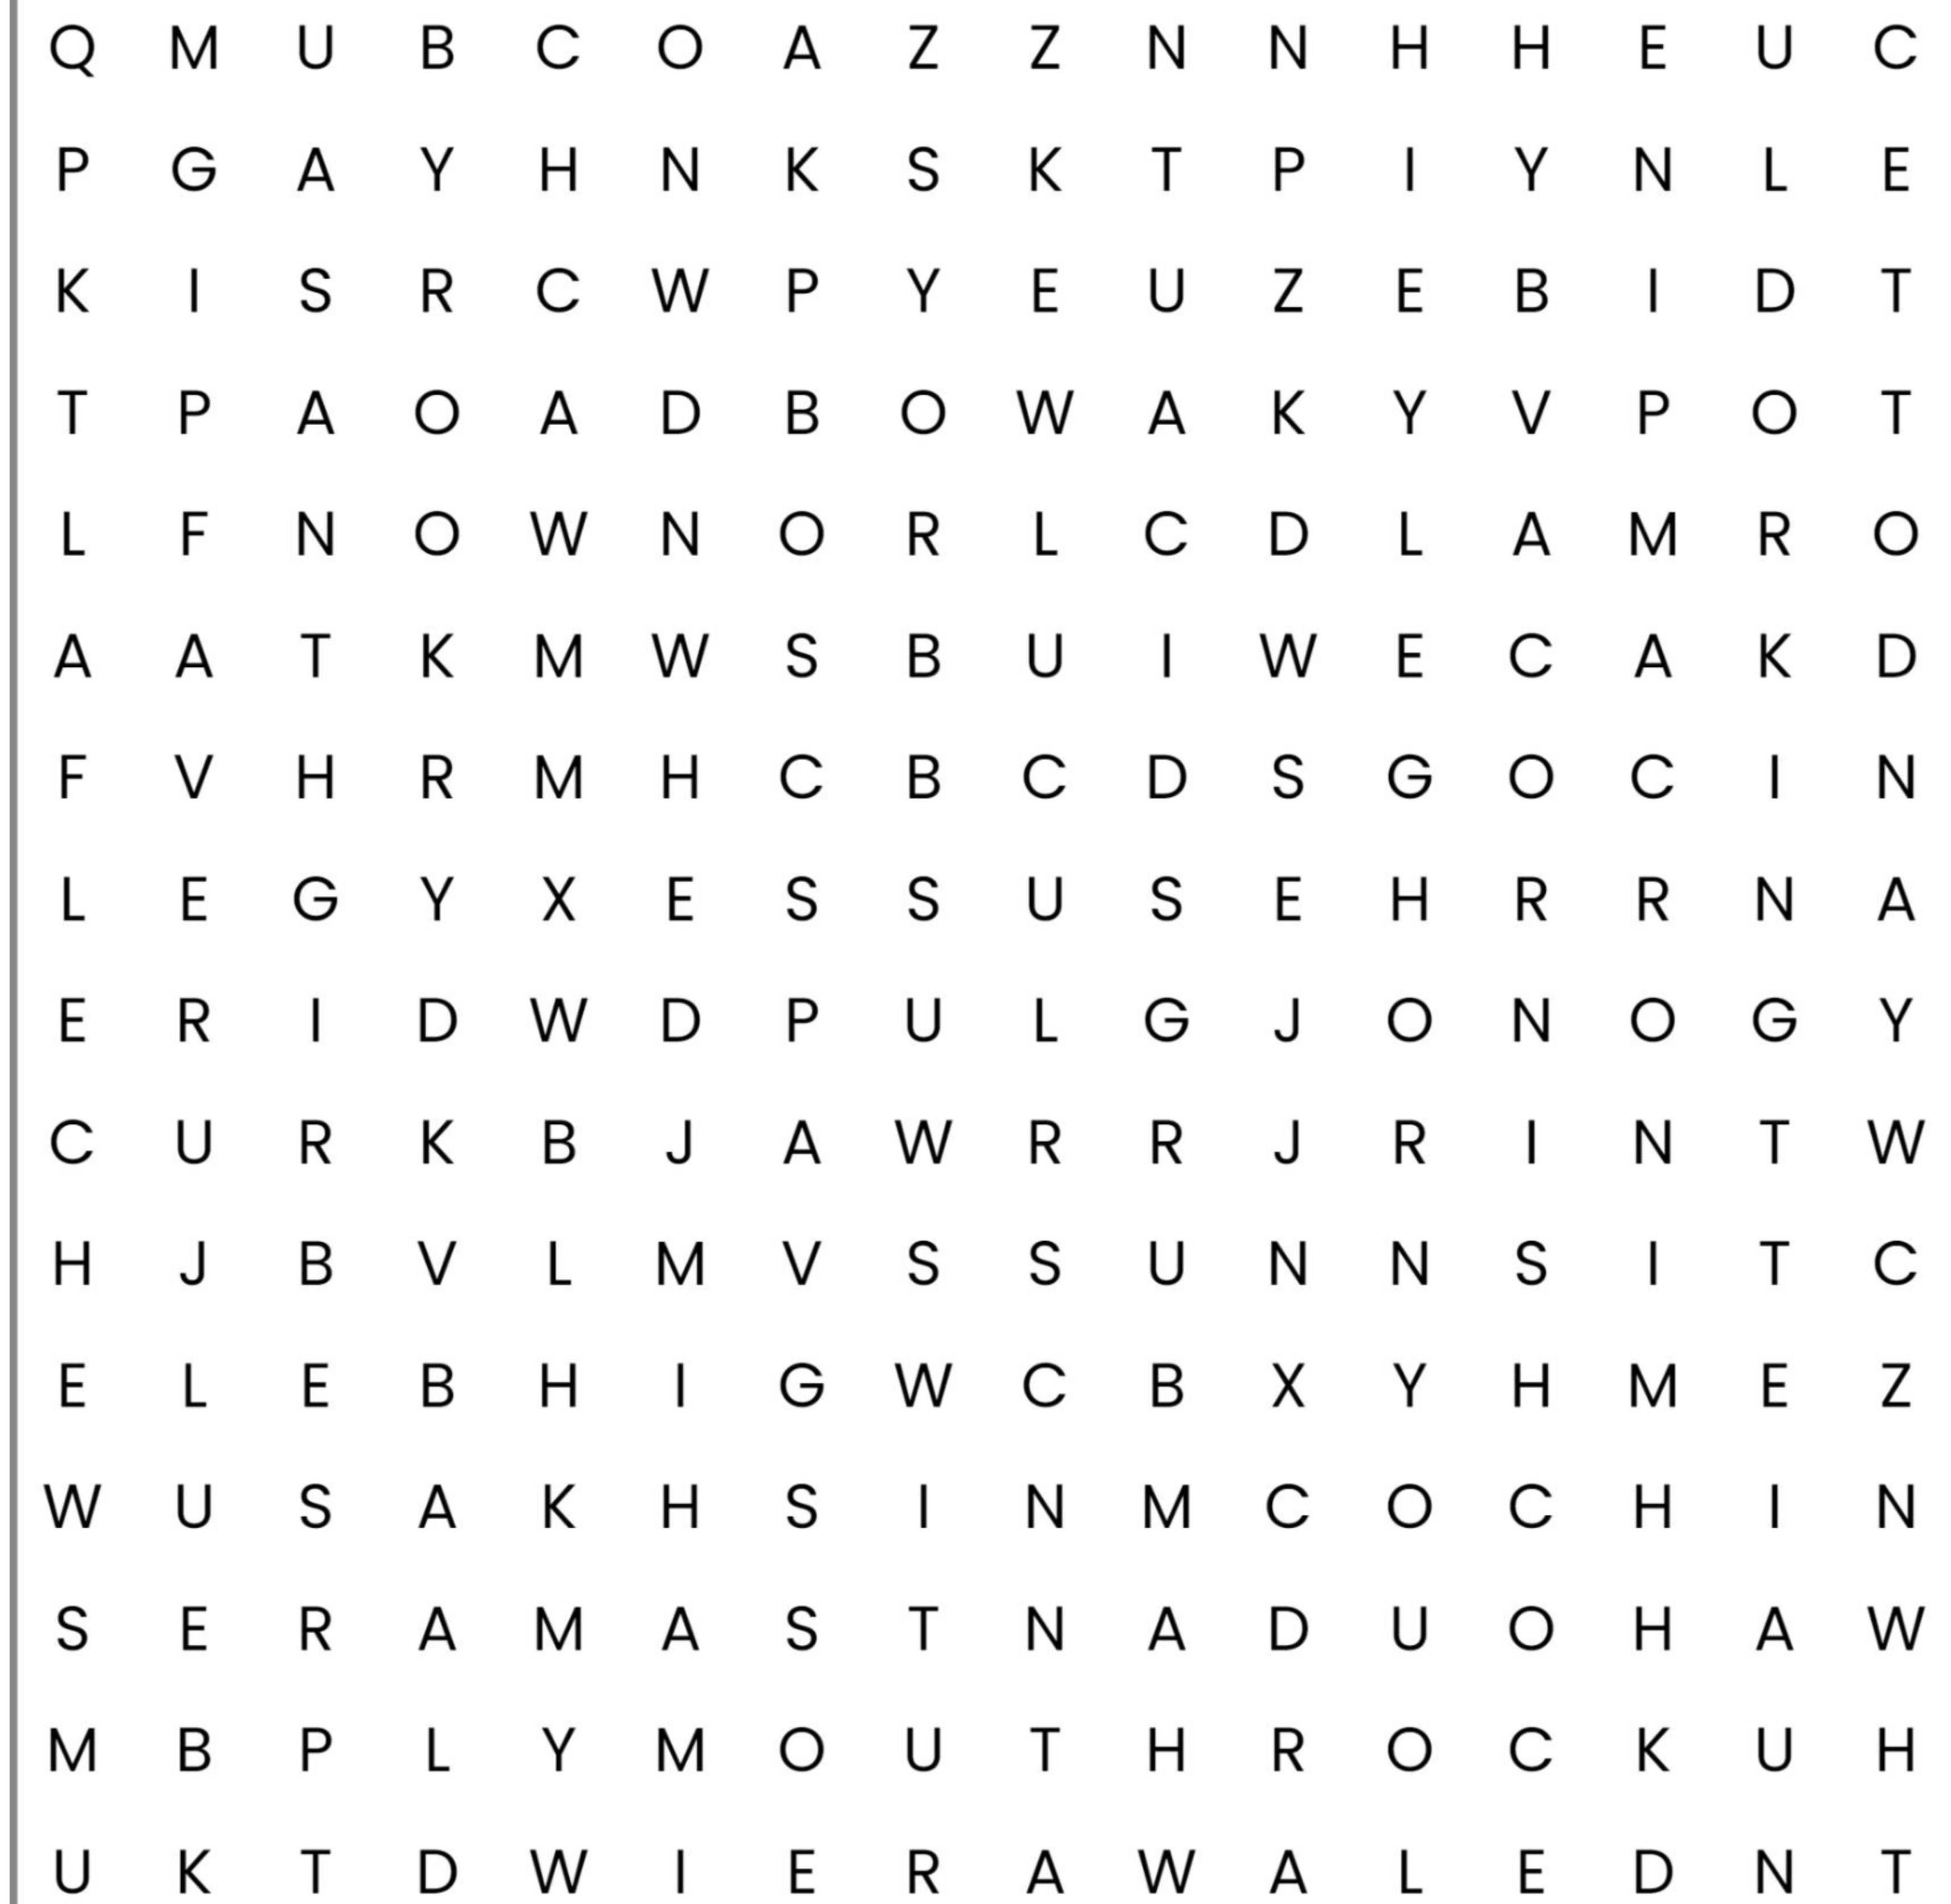 Q M U B C O A Z Z N N H H E U C
P G A Y H N K S K T P I Y N L E
K I S R C W P Y E U Z E B I D T
T P A O A D B O W A K Y V P O T
L F N O W N O R L C D L A M R O
A A T K M W S B U I W E C A K D
F V H R M H C B C D S G O C I N
L E G Y X E S S U S E H R R N A
E R I D W D P U L G J O N O G Y
C U R K B J A W R R J R I N T W
H J B V L M V S S U N N S I T C
E L E B H I G W C B X Y H M E Z
W U S A K H S I N M C O C H I N
S E R A M A S T N A D U O H A W
M B P L Y M O U T H R O C K U H
U K T D W I E R A W A L E D N T